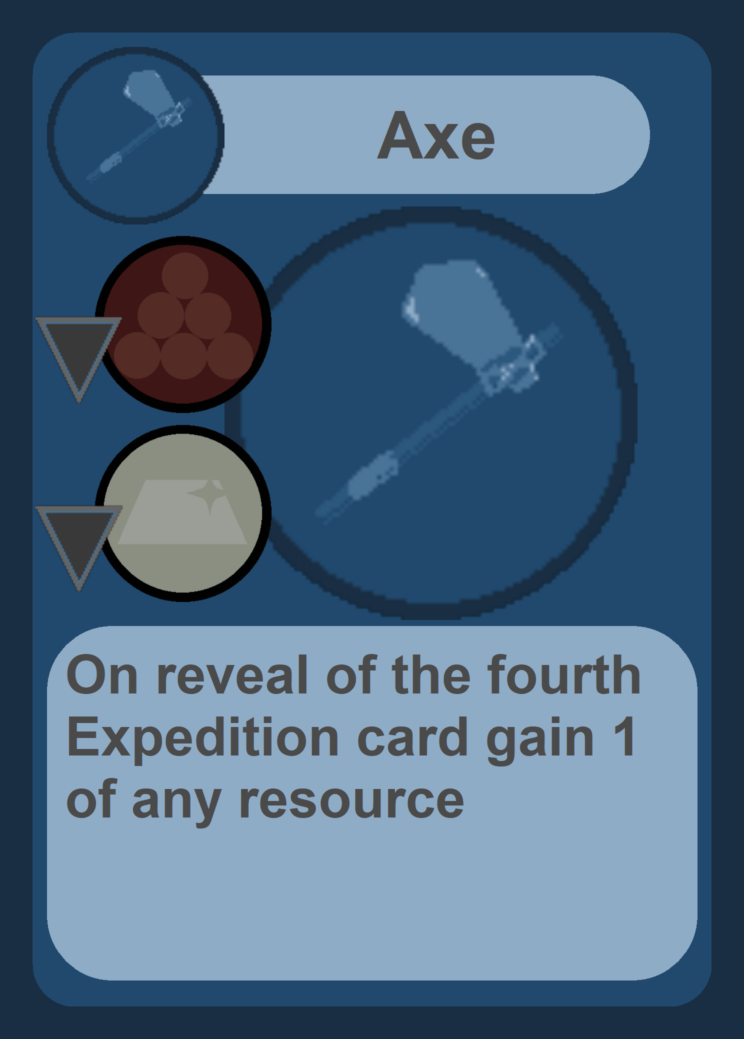 Axe
On reveal of the fourth
Expedition card gain 1
of any resource